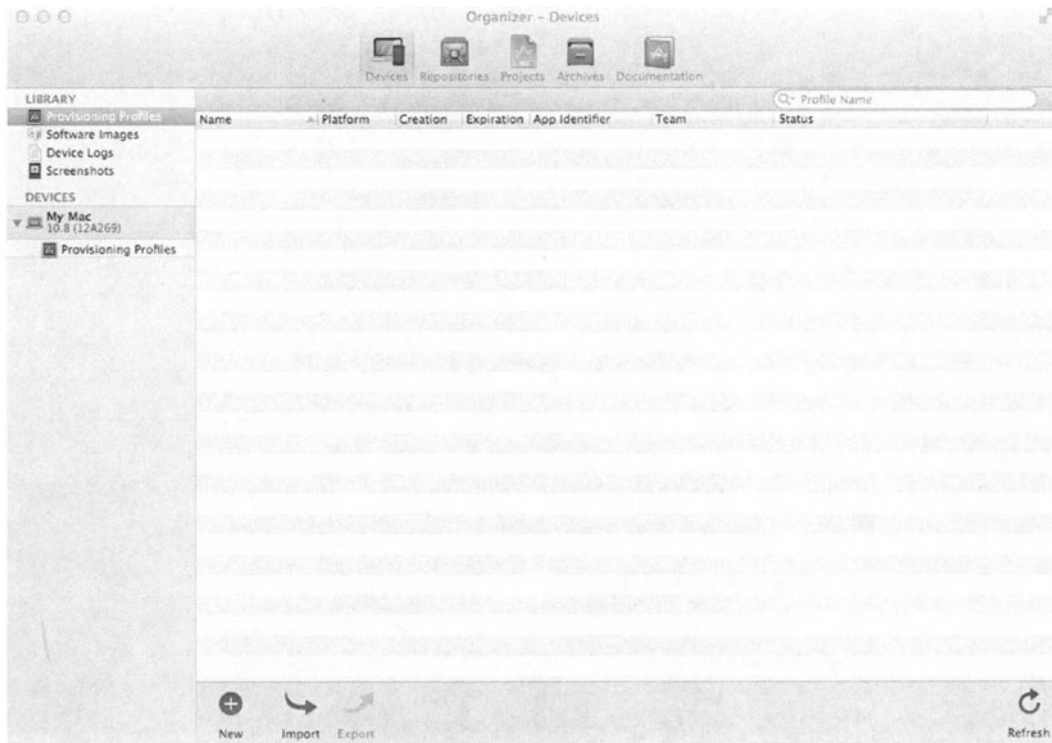 Organizer – Devices
Devices Repositories Projects Archives Documentation
LIBRARY
Profile Name
Provisioning Profiles
Name Platform Creation Expiration App Identifier Team Status
Software Images
Device Logs
Screenshots
DEVICES
My Mac
10.8 (12A269)
Provisioning Profiles
New Import Export Refresh